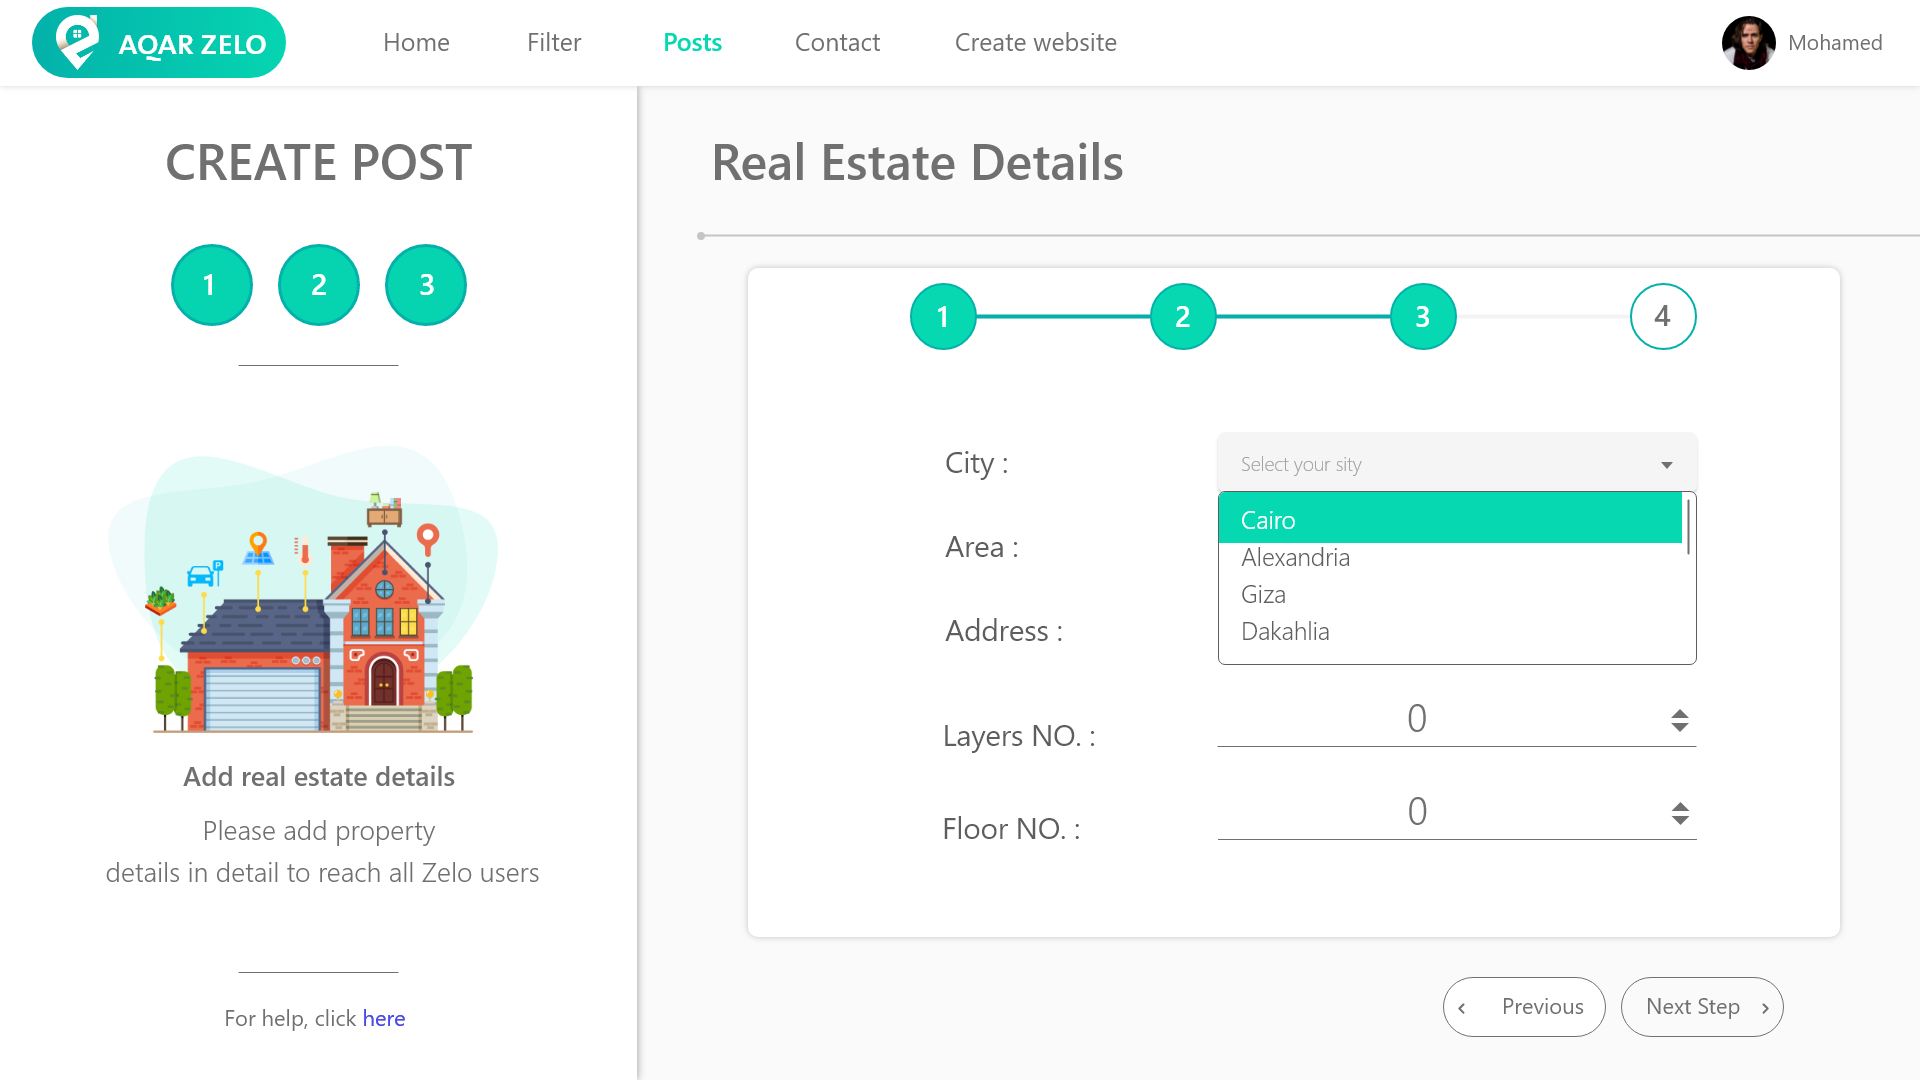 AQAR ZELO
Home
Filter
Posts
Contact
Create website
Mohamed
CREATE POST
1
2
3
P
Add real estate details
Please add property
details in detail to reach all Zelo users
For help, click here
Real Estate Details
1
2
3
4
City :
Select your sity
Cairo
Alexandria
Giza
Dakahlia
Area :
Address :
Layers NO. :
0
Floor NO. :
0
Previous
Next Step